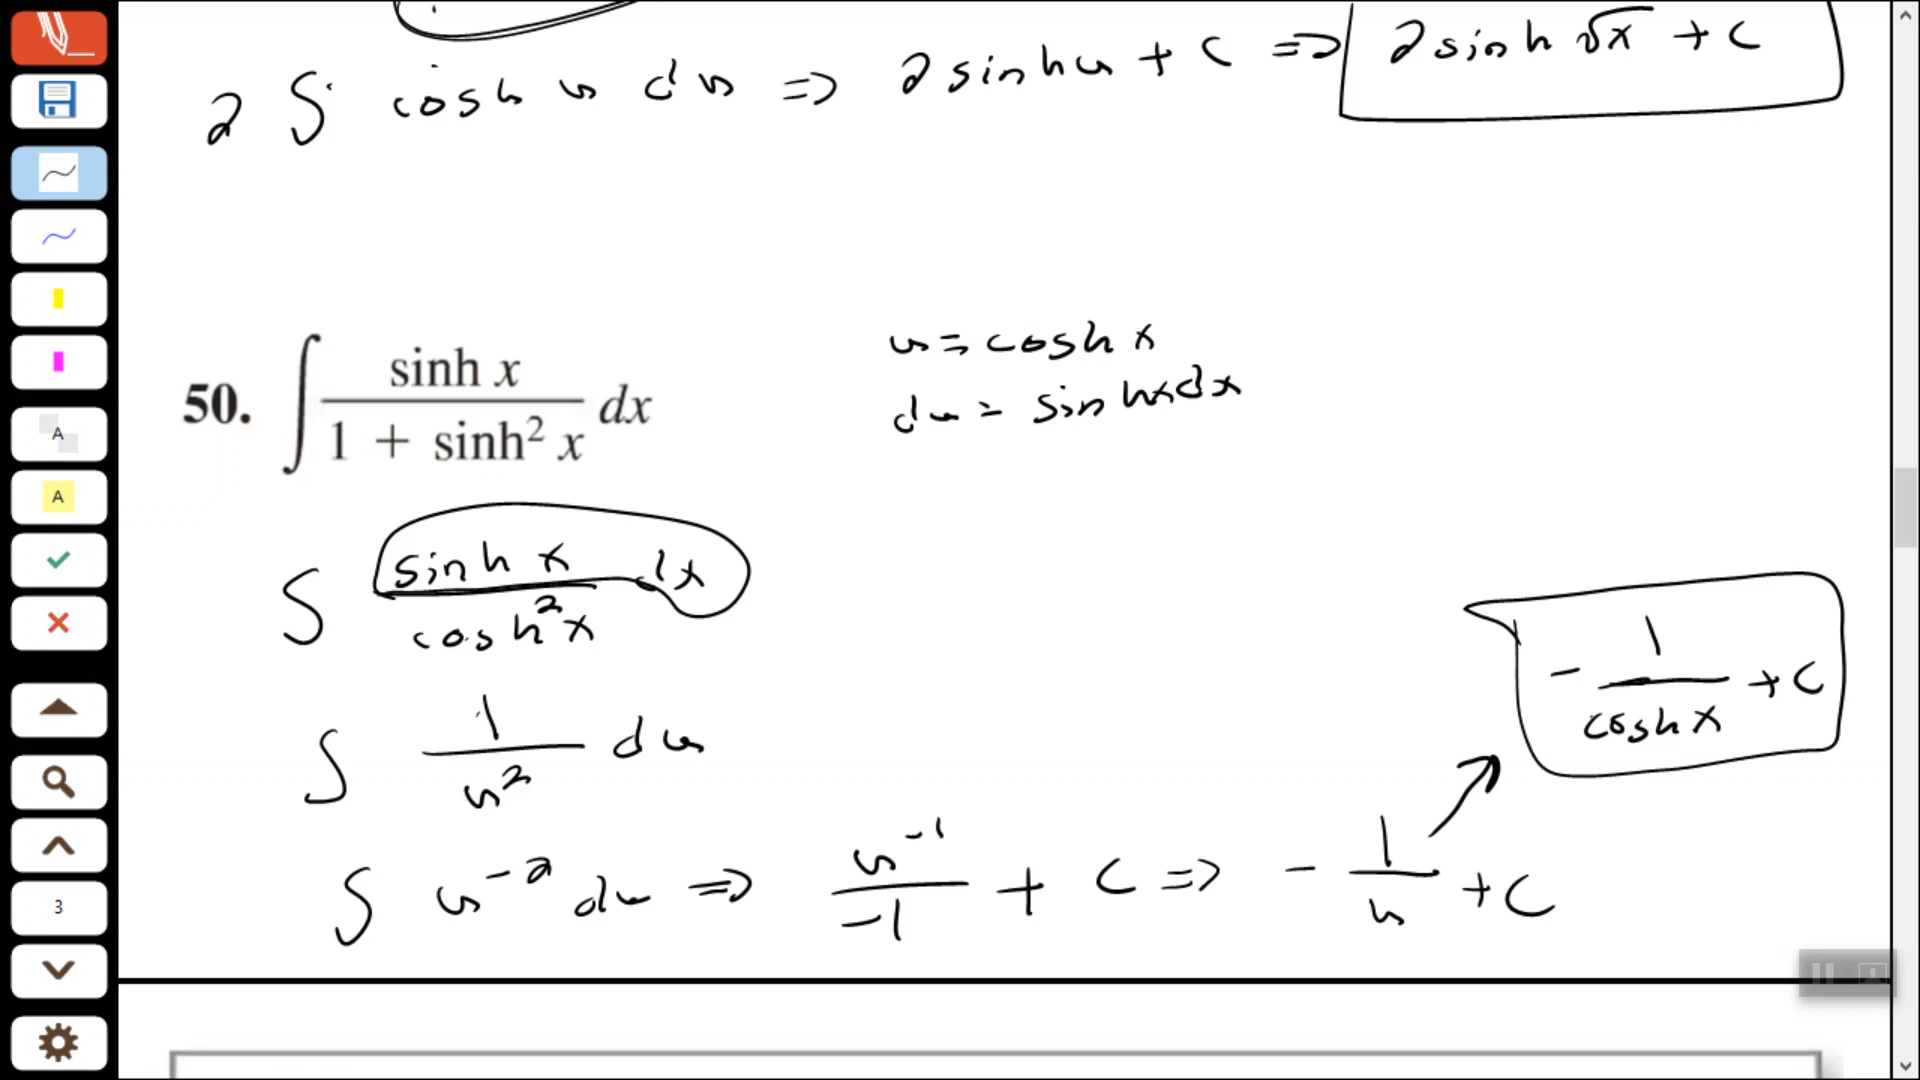 2 ∫ cosh u du ⇒ 2 sinh u + C ⇒ 2 sinh √x + C
50. ∫ sinh x / (1 + sinh² x) dx
u = cosh x
du = sinh x dx
∫ sinh x / cosh² x dx
∫ 1 / u² du
∫ u⁻² du ⇒ u⁻¹ / -1 + C ⇒ - 1 / u + C
- 1 / cosh x + C
A
A
3